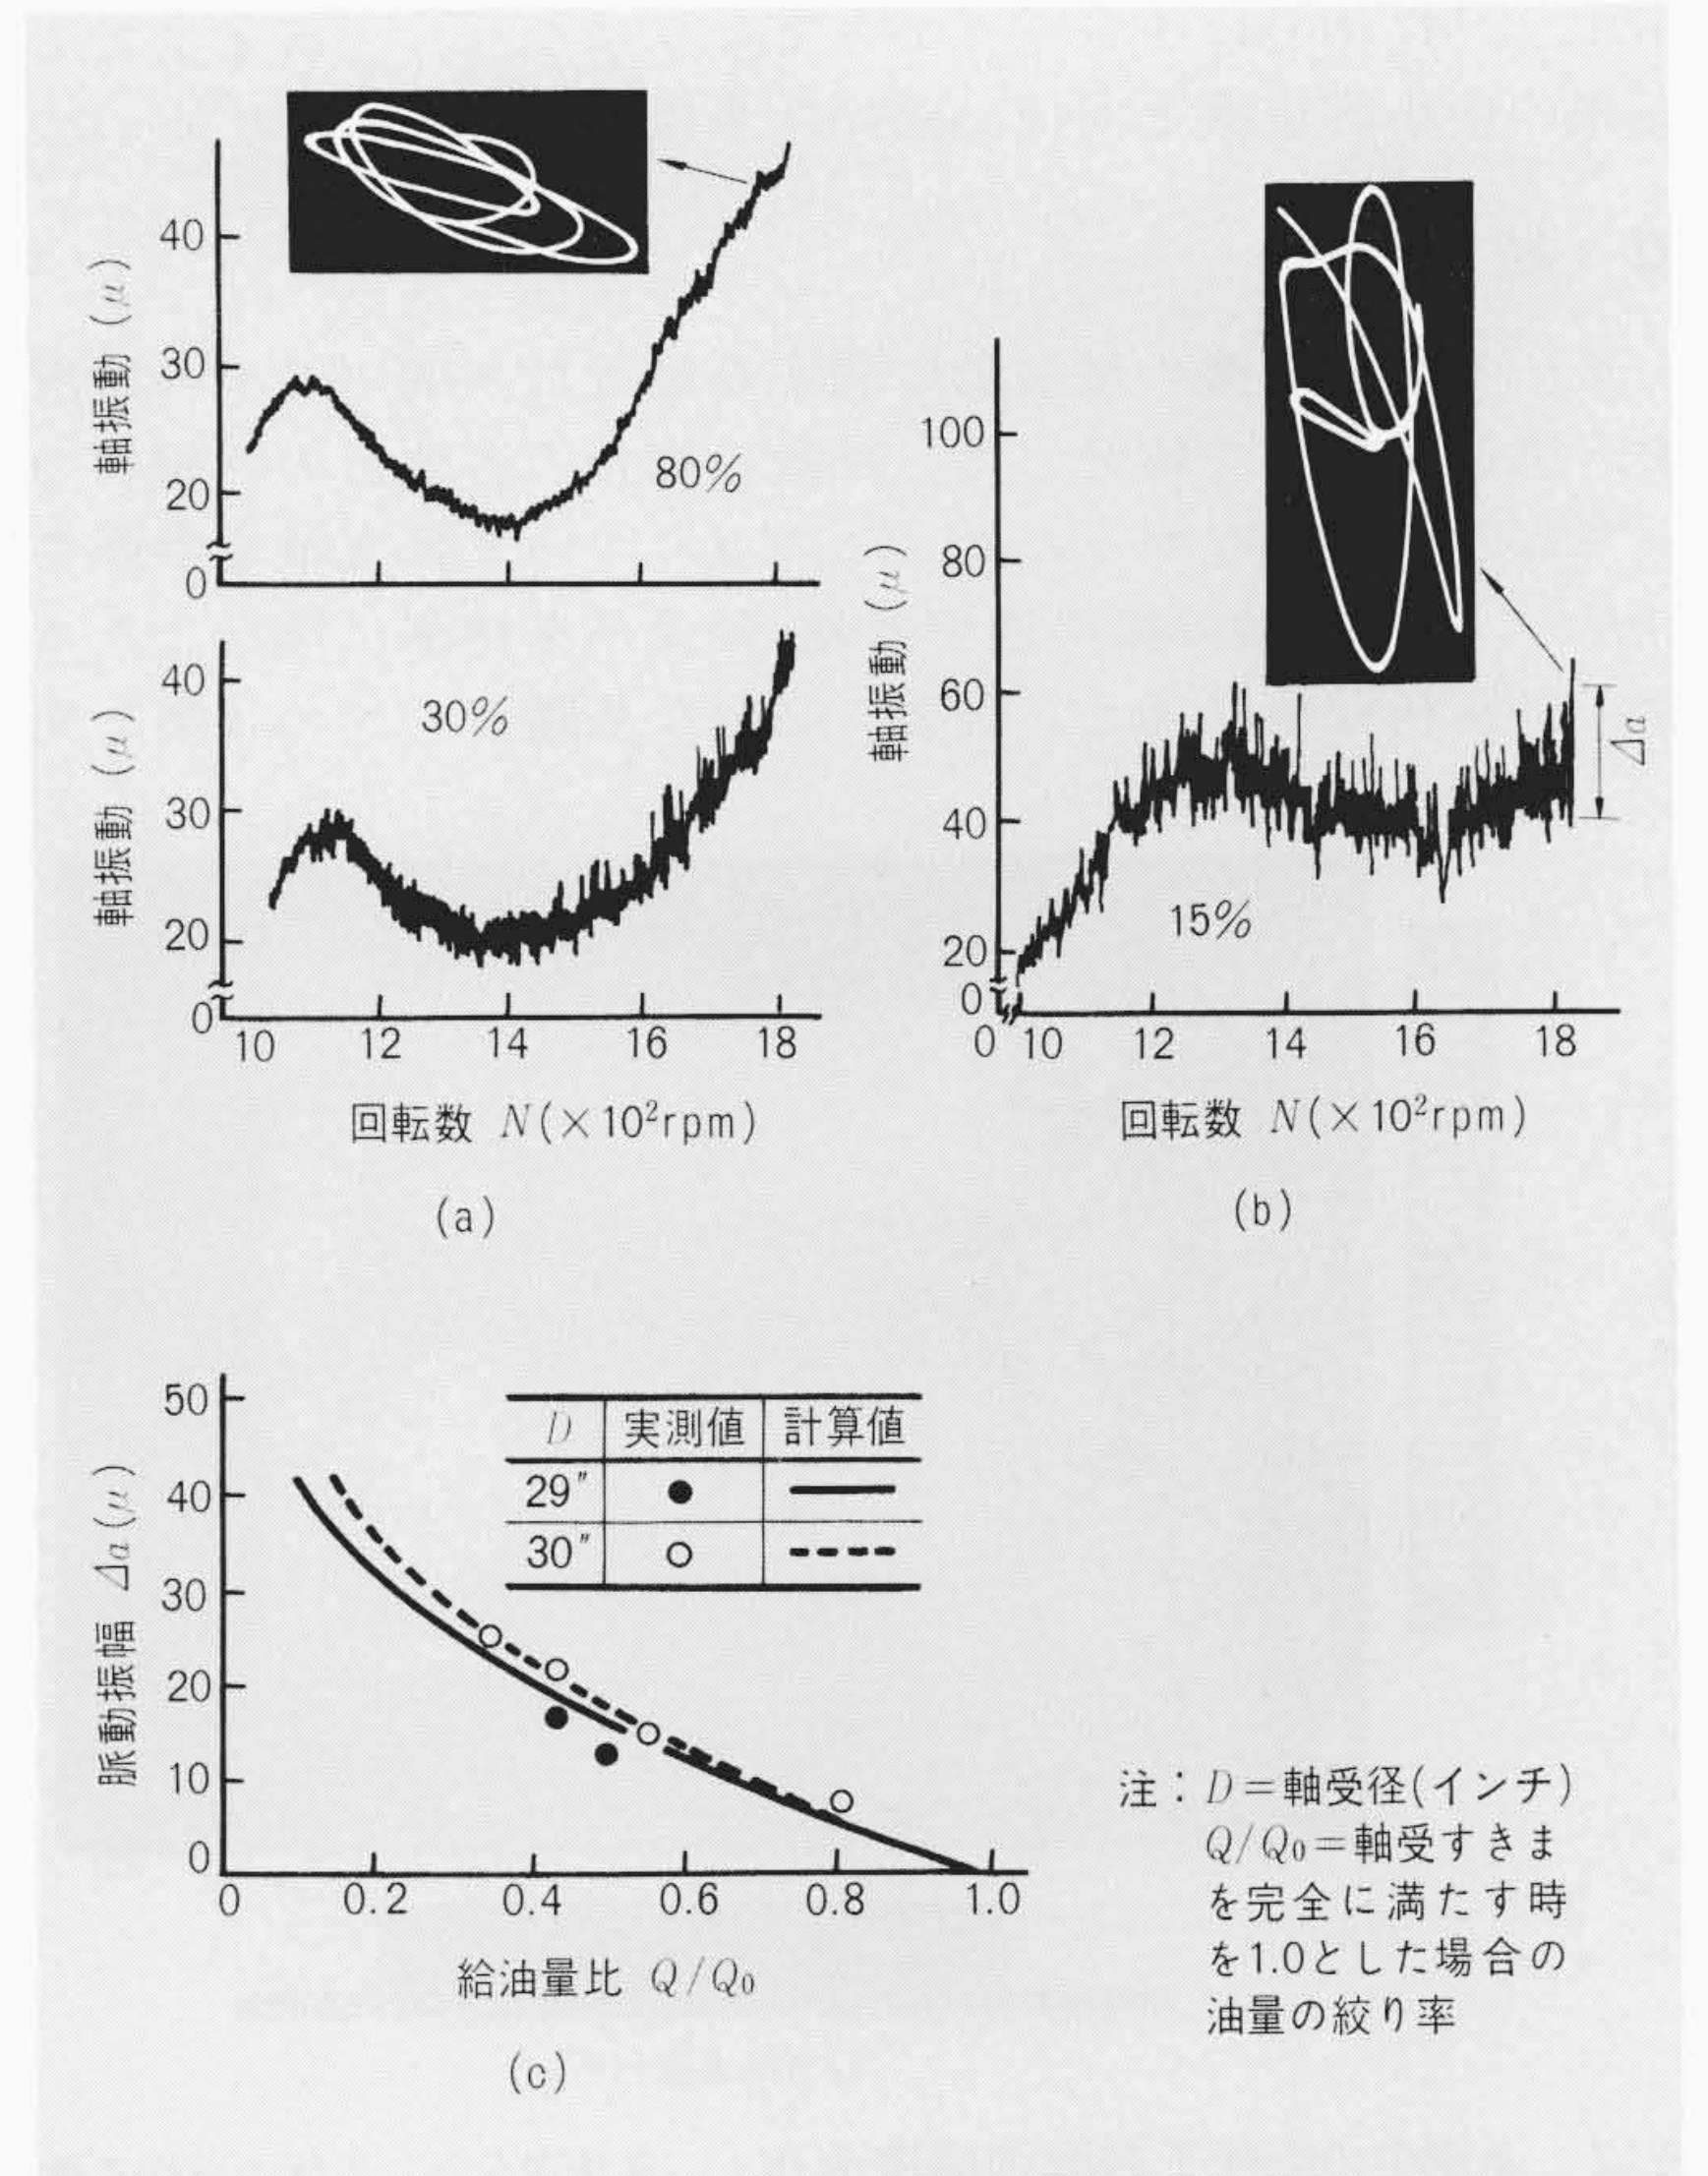 軸振動 (μ)
40
30
20
0
80%
軸振動 (μ)
40
30
20
0
30%
10 12 14 16 18
回転数 N(×10²rpm)
(a)
軸振動 (μ)
100
80
60
40
20
0
15%
Δa
0 10 12 14 16 18
回転数 N(×10²rpm)
(b)
脈動振幅 Δa(μ)
50
40
30
20
10
0
D 実測値 計算値
29″ ●
30″ ○
0 0.2 0.4 0.6 0.8 1.0
給油量比 Q/Q₀
(c)
注：D＝軸受径(インチ)
Q/Q₀＝軸受すきま
を完全に満たす時
を1.0とした場合の
油量の絞り率